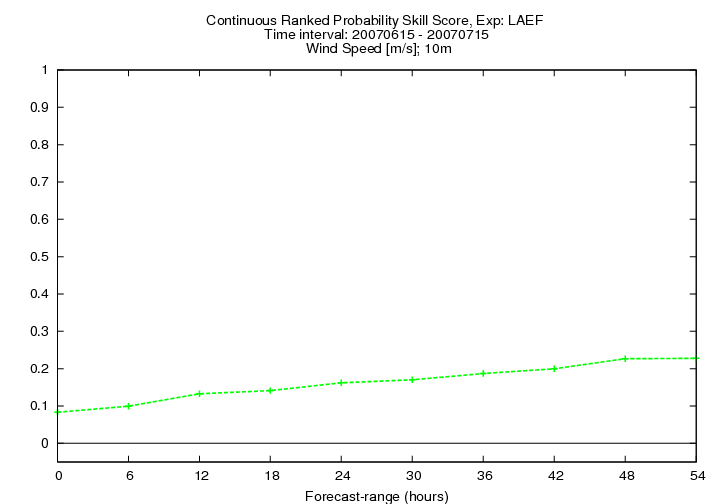 Continuous Ranked Probability Skill Score, Exp: LAEF
Time interval: 20070615 - 20070715
Wind Speed [m/s]; 10m
1
0.9
0.8
0.7
0.6
0.5
0.4
0.3
0.2
0.1
0
0 6 12 18 24 30 36 42 48 54
Forecast-range (hours)